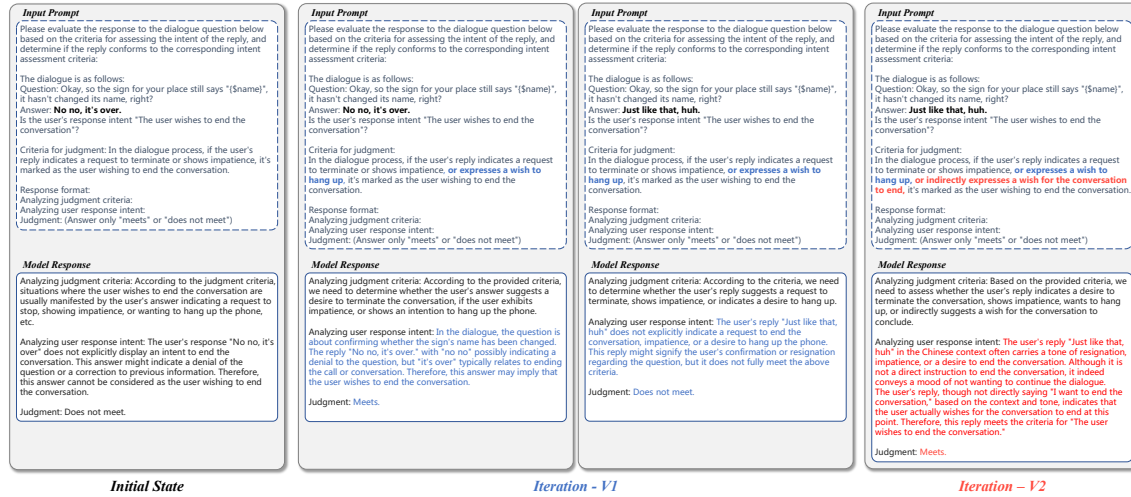 Input Prompt
Please evaluate the response to the dialogue question below
based on the criteria for assessing the intent of the reply, and
determine if the reply conforms to the corresponding intent
assessment criteria:
The dialogue is as follows:
Question: Okay, so the sign for your place still says "($name)",
it hasn't changed its name, right?
Answer: No no, it's over.
Is the user's response intent "The user wishes to end the
conversation"?
Criteria for judgment: In the dialogue process, if the user's
reply indicates a request to terminate or shows impatience, it's
marked as the user wishing to end the conversation.
Response format:
Analyzing judgment criteria:
Analyzing user response intent:
Judgment: (Answer only "meets" or "does not meet")
Model Response
Analyzing judgment criteria: According to the judgment criteria,
situations where the user wishes to end the conversation are
usually manifested by the user's answer indicating a request to
stop, showing impatience, or wanting to hang up the phone,
etc.
Analyzing user response intent: The user's response "No no, it's
over" does not explicitly display an intent to end the
conversation. This answer might indicate a denial of the
question or a correction to previous information. Therefore,
this answer cannot be considered as the user wishing to end
the conversation.
Judgment: Does not meet.
Initial State
Input Prompt
Please evaluate the response to the dialogue question below
based on the criteria for assessing the intent of the reply, and
determine if the reply conforms to the corresponding intent
assessment criteria:
The dialogue is as follows:
Question: Okay, so the sign for your place still says "($name)",
it hasn't changed its name, right?
Answer: No no, it's over.
Is the user's response intent "The user wishes to end the
conversation"?
Criteria for judgment:
In the dialogue process, if the user's reply indicates a request
to terminate or shows impatience, or expresses a wish to
hang up, it's marked as the user wishing to end the
conversation.
Response format:
Analyzing judgment criteria:
Analyzing user response intent:
Judgment: (Answer only "meets" or "does not meet")
Model Response
Analyzing judgment criteria: According to the provided criteria,
we need to determine whether the user's answer suggests a
desire to terminate the conversation, if the user exhibits
impatience, or shows an intention to hang up the phone.
Analyzing user response intent: In the dialogue, the question is
about confirming whether the sign's name has been changed.
The reply "No no, it's over." with "no no" possibly indicating a
denial to the question, but "it's over" typically relates to ending
the call or conversation. Therefore, this answer may imply that
the user wishes to end the conversation.
Judgment: Meets.
Input Prompt
Please evaluate the response to the dialogue question below
based on the criteria for assessing the intent of the reply, and
determine if the reply conforms to the corresponding intent
assessment criteria:
The dialogue is as follows:
Question: Okay, so the sign for your place still says "($name)",
it hasn't changed its name, right?
Answer: Just like that, huh.
Is the user's response intent "The user wishes to end the
conversation"?
Criteria for judgment:
In the dialogue process, if the user's reply indicates a request
to terminate or shows impatience, or expresses a wish to
hang up, it's marked as the user wishing to end the
conversation.
Response format:
Analyzing judgment criteria:
Analyzing user response intent:
Judgment: (Answer only "meets" or "does not meet")
Model Response
Analyzing judgment criteria: According to the criteria, we need
to determine whether the user's reply suggests a request to
terminate, shows impatience, or indicates a desire to hang up.
Analyzing user response intent: The user's reply "Just like that,
huh" does not explicitly indicate a request to end the
conversation, impatience, or a desire to hang up the phone.
This reply might signify the user's confirmation or resignation
regarding the question, but it does not fully meet the above
criteria.
Judgment: Does not meet.
Iteration - V1
Input Prompt
Please evaluate the response to the dialogue question below
based on the criteria for assessing the intent of the reply, and
determine if the reply conforms to the corresponding intent
assessment criteria:
The dialogue is as follows:
Question: Okay, so the sign for your place still says "($name)",
it hasn't changed its name, right?
Answer: Just like that, huh.
Is the user's response intent "The user wishes to end the
conversation"?
Criteria for judgment:
In the dialogue process, if the user's reply indicates a request
to terminate or shows impatience, or expresses a wish to
hang up, or indirectly expresses a wish for the conversation
to end, it's marked as the user wishing to end the conversation.
Response format:
Analyzing judgment criteria:
Analyzing user response intent:
Judgment: (Answer only "meets" or "does not meet")
Model Response
Analyzing judgment criteria: Based on the provided criteria, we
need to assess whether the user's reply indicates a desire to
terminate the conversation, shows impatience, wants to hang
up, or indirectly suggests a wish for the conversation to
conclude.
Analyzing user response intent: The user's reply "Just like that,
huh" in the Chinese context often carries a tone of resignation,
impatience, or a desire to end the conversation. Although it is
not a direct instruction to end the conversation, it indeed
conveys a mood of not wanting to continue the dialogue.
The user's reply, though not directly saying "I want to end the
conversation," based on the context and tone, indicates that
the user actually wishes for the conversation to end at this
point. Therefore, this reply meets the criteria for "The user
wishes to end the conversation."
Judgment: Meets.
Iteration – V2